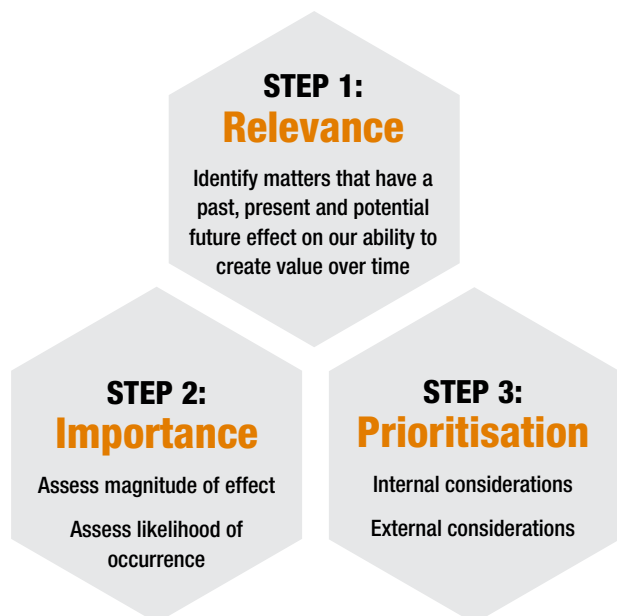 STEP 1:
Relevance
Identify matters that have a
past, present and potential
future effect on our ability to
create value over time
STEP 2:
Importance
Assess magnitude of effect
Assess likelihood of
occurrence
STEP 3:
Prioritisation
Internal considerations
External considerations